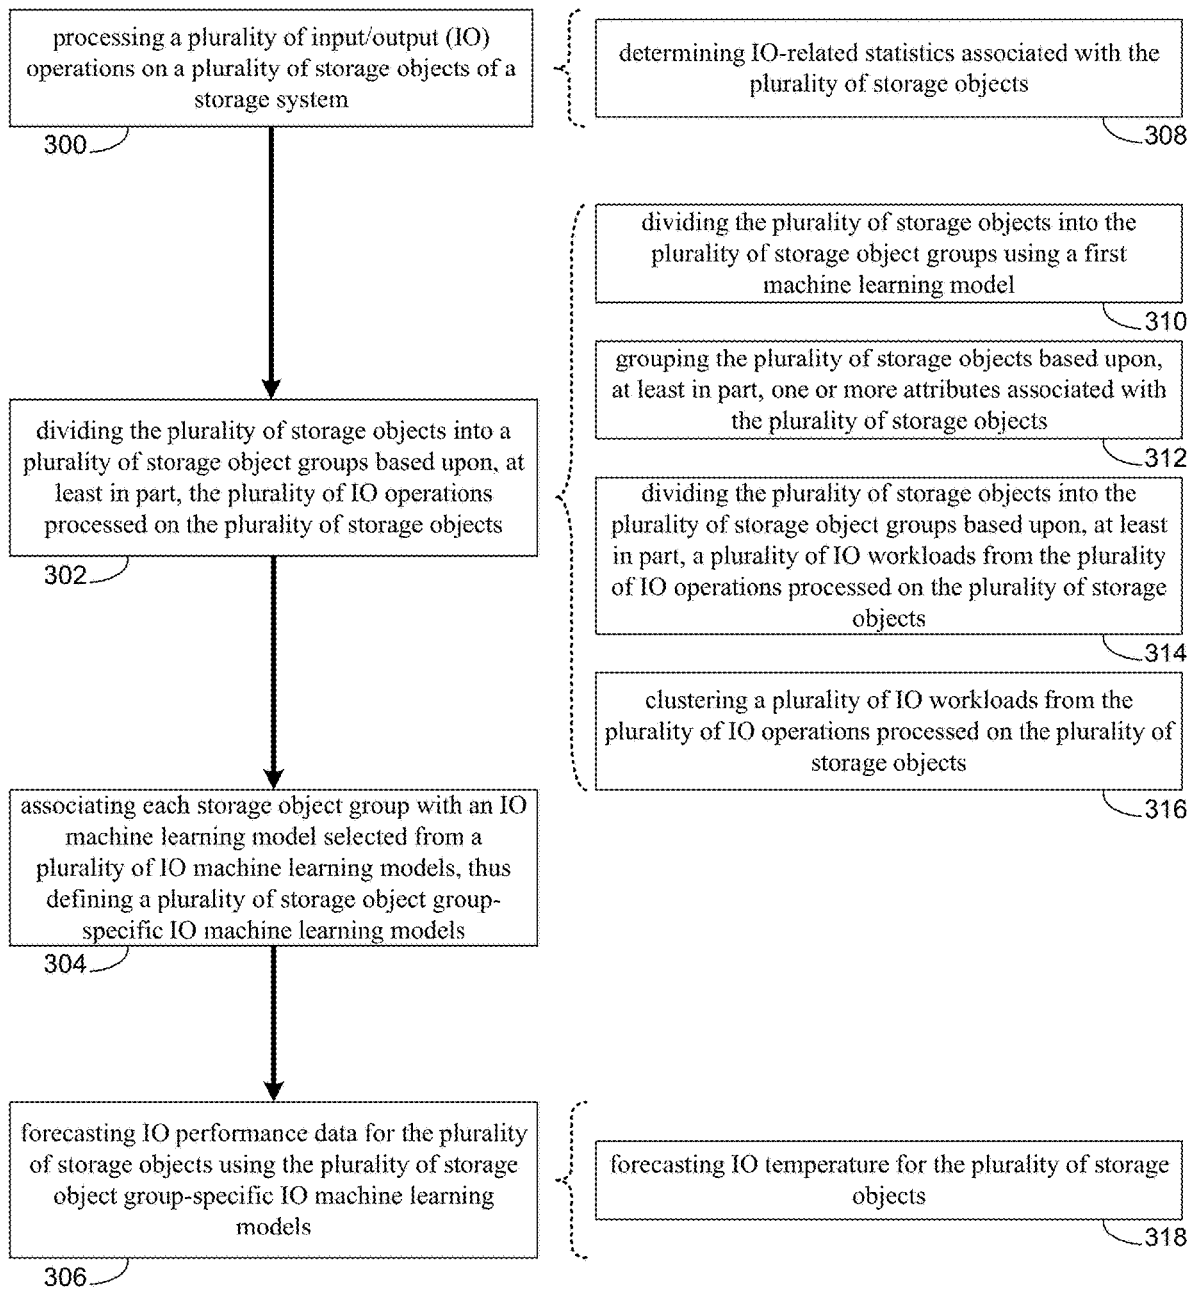 processing a plurality of input/output (IO)
operations on a plurality of storage objects of a
storage system
300
determining IO-related statistics associated with the
plurality of storage objects
308
dividing the plurality of storage objects into a
plurality of storage object groups based upon, at
least in part, the plurality of IO operations
processed on the plurality of storage objects
302
dividing the plurality of storage objects into the
plurality of storage object groups using a first
machine learning model
310
grouping the plurality of storage objects based upon,
at least in part, one or more attributes associated with
the plurality of storage objects
312
dividing the plurality of storage objects into the
plurality of storage object groups based upon, at least
in part, a plurality of IO workloads from the plurality
of IO operations processed on the plurality of storage
objects
314
clustering a plurality of IO workloads from the
plurality of IO operations processed on the plurality of
storage objects
316
associating each storage object group with an IO
machine learning model selected from a
plurality of IO machine learning models, thus
defining a plurality of storage object group-
specific IO machine learning models
304
forecasting IO performance data for the plurality
of storage objects using the plurality of storage
object group-specific IO machine learning
models
306
forecasting IO temperature for the plurality of storage
objects
318